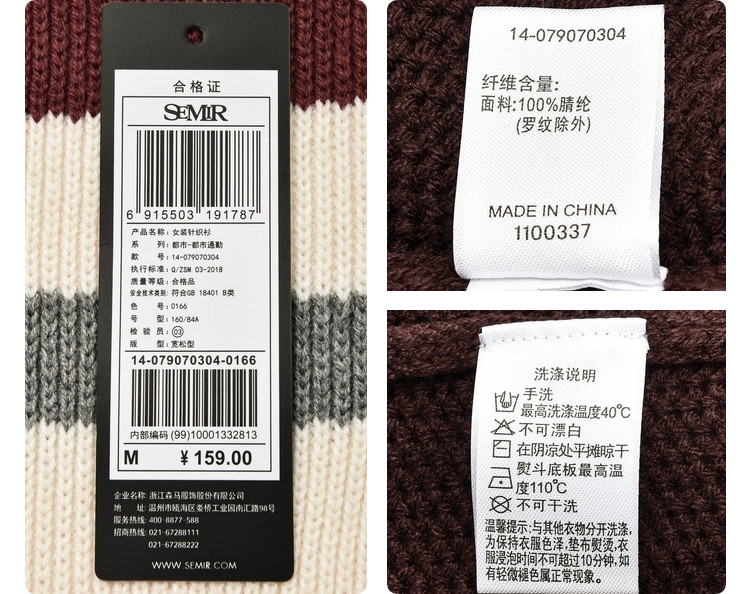 合格证
SEMIR
6 915503 191787
产品名称: 女装针织衫
系 列: 都市-都市通勤
款 号: 14-079070304
执行标准: Q/ZSM 03-2018
质量等级: 合格品
安全技术类别: 符合GB 18401 B类
色 号: 0166
号 型: 160/84A
检 验 员: 03
版 型: 宽松型
14-079070304-0166
内部编码 (99)10001332813
M ¥159.00
企业名称: 浙江森马服饰股份有限公司
地 址: 温州市瓯海区娄桥工业园南汇路98号
服务热线: 400-8877-588
招商热线: 021-67288111
021-67288222
WWW.SEMIR.COM
14-079070304
纤维含量:
面料:100%腈纶
(罗纹除外)
MADE IN CHINA
1100337
洗涤说明
手洗
最高洗涤温度40℃
不可漂白
在阴凉处平摊晾干
熨斗底板最高温
度110℃
不可干洗
温馨提示:与其他衣物分开洗涤,
为保持衣服色泽,垫布熨烫,衣
服浸泡时间不可超过10分钟,如
有轻微褪色属正常现象。